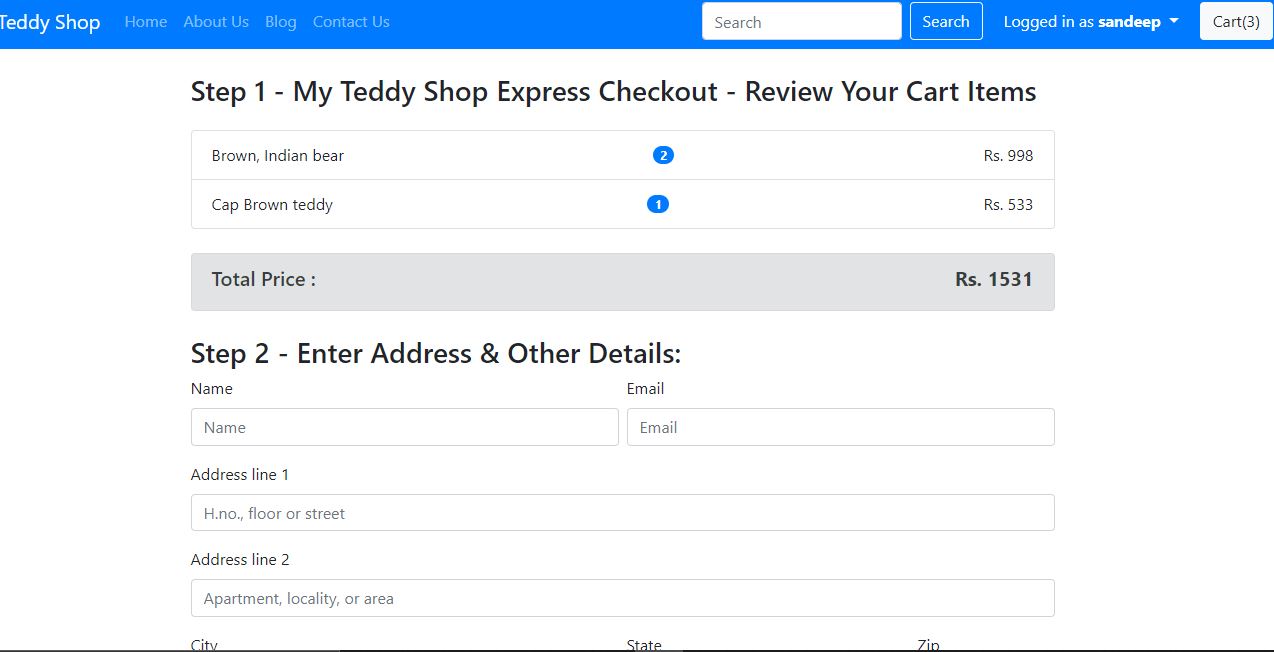 Teddy Shop Home About Us Blog Contact Us Search Search Logged in as sandeep Cart(3)
Step 1 - My Teddy Shop Express Checkout - Review Your Cart Items
Brown, Indian bear 2 Rs. 998
Cap Brown teddy 1 Rs. 533
Total Price : Rs. 1531
Step 2 - Enter Address & Other Details:
Name Email
Name Email
Address line 1
H.no., floor or street
Address line 2
Apartment, locality, or area
City State Zip